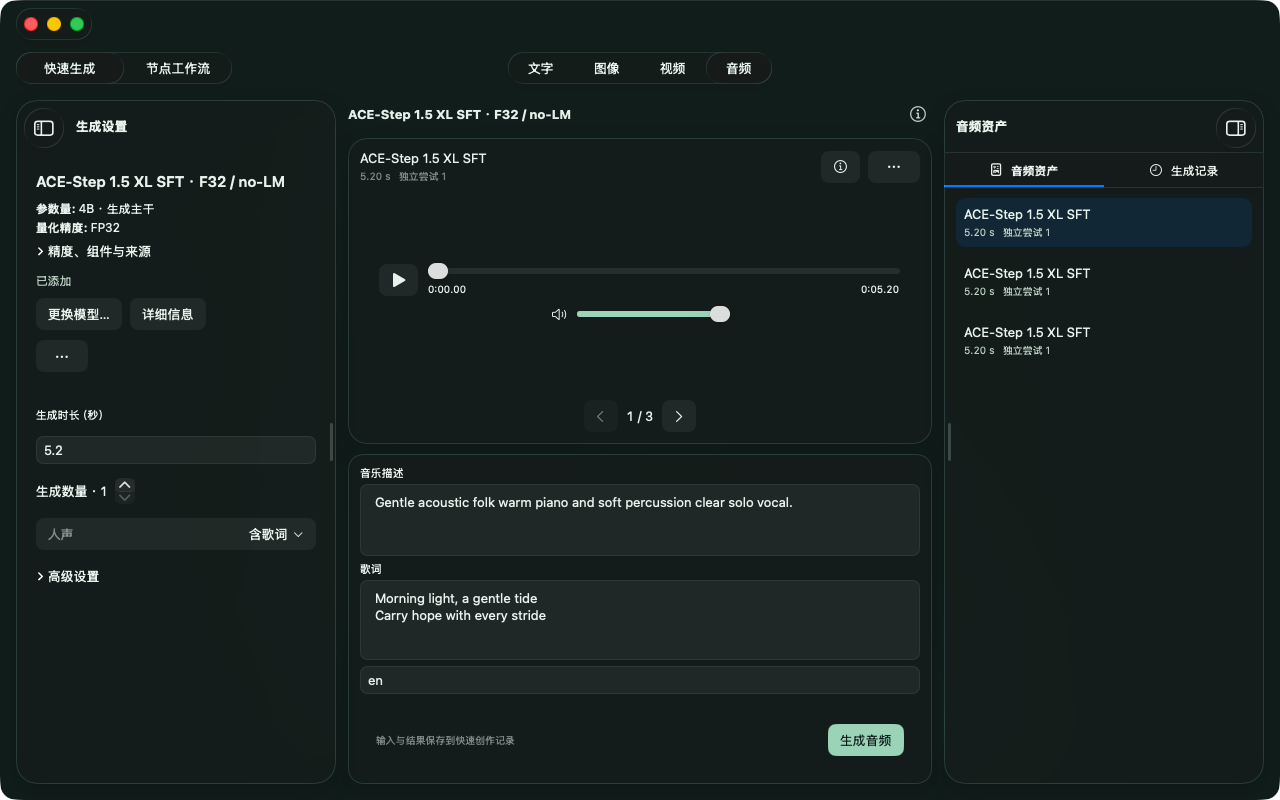 快速生成
节点工作流
文字
图像
视频
音频
生成设置
ACE-Step 1.5 XL SFT · F32 / no-LM
参数量: 4B · 生成主干
量化精度: FP32
精度、组件与来源
已添加
更换模型...
详细信息
...
生成时长 (秒)
5.2
生成数量 · 1
人声
含歌词
高级设置
ACE-Step 1.5 XL SFT · F32 / no-LM
ACE-Step 1.5 XL SFT
5.20 s 独立尝试 1
...
0:00.00
0:05.20
1 / 3
音乐描述
Gentle acoustic folk warm piano and soft percussion clear solo vocal.
歌词
Morning light, a gentle tide
Carry hope with every stride
en
输入与结果保存到快速创作记录
生成音频
音频资产
音频资产
生成记录
ACE-Step 1.5 XL SFT
5.20 s 独立尝试 1
ACE-Step 1.5 XL SFT
5.20 s 独立尝试 1
ACE-Step 1.5 XL SFT
5.20 s 独立尝试 1